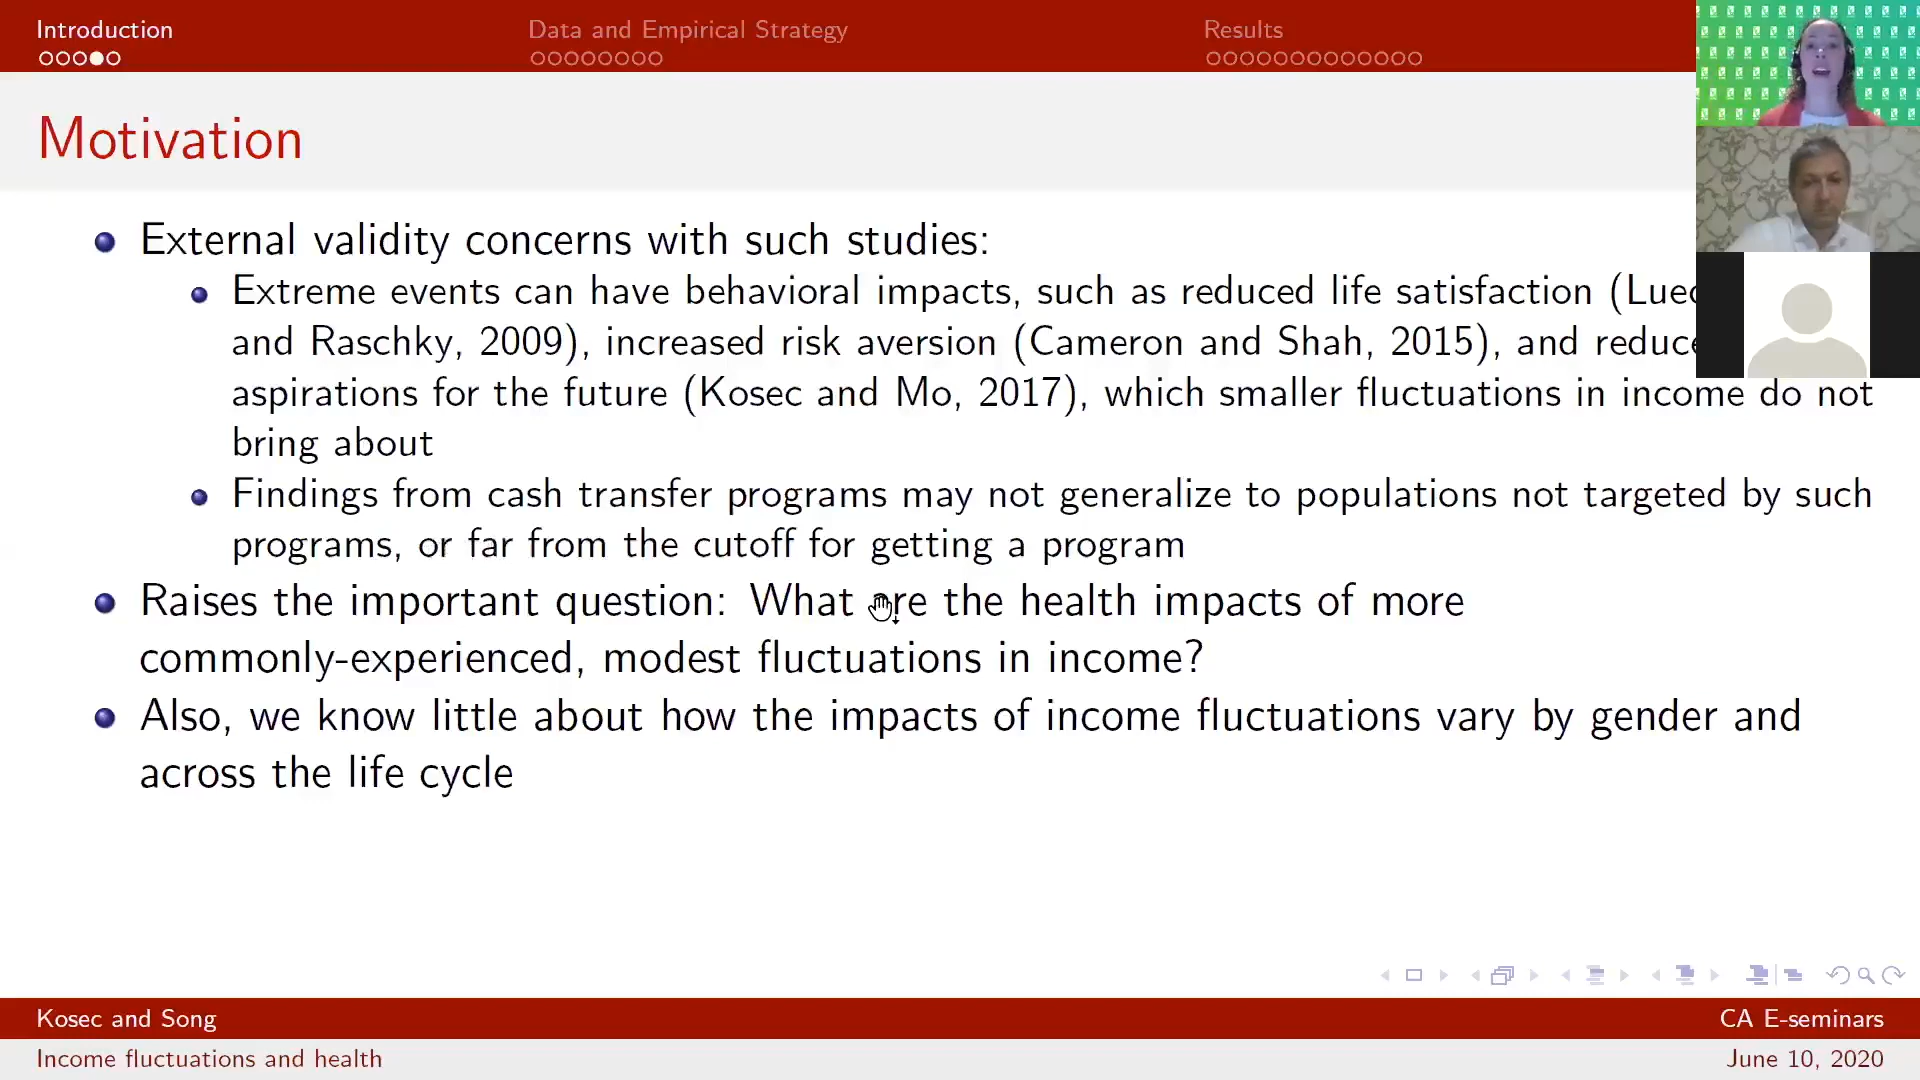 Introduction
Data and Empirical Strategy
Results
Motivation
External validity concerns with such studies:
Extreme events can have behavioral impacts, such as reduced life satisfaction
and Raschky, 2009), increased risk aversion (Cameron and Shah, 2015), and
aspirations for the future (Kosec and Mo, 2017), which smaller fluctuations in income do not
bring about
Findings from cash transfer programs may not generalize to populations not targeted by such
programs, or far from the cutoff for getting a program
Raises the important question: What are the health impacts of more
commonly-experienced, modest fluctuations in income?
Also, we know little about how the impacts of income fluctuations vary by gender and
across the life cycle
Kosec and Song
CA E-seminars
Income fluctuations and health
June 10, 2020